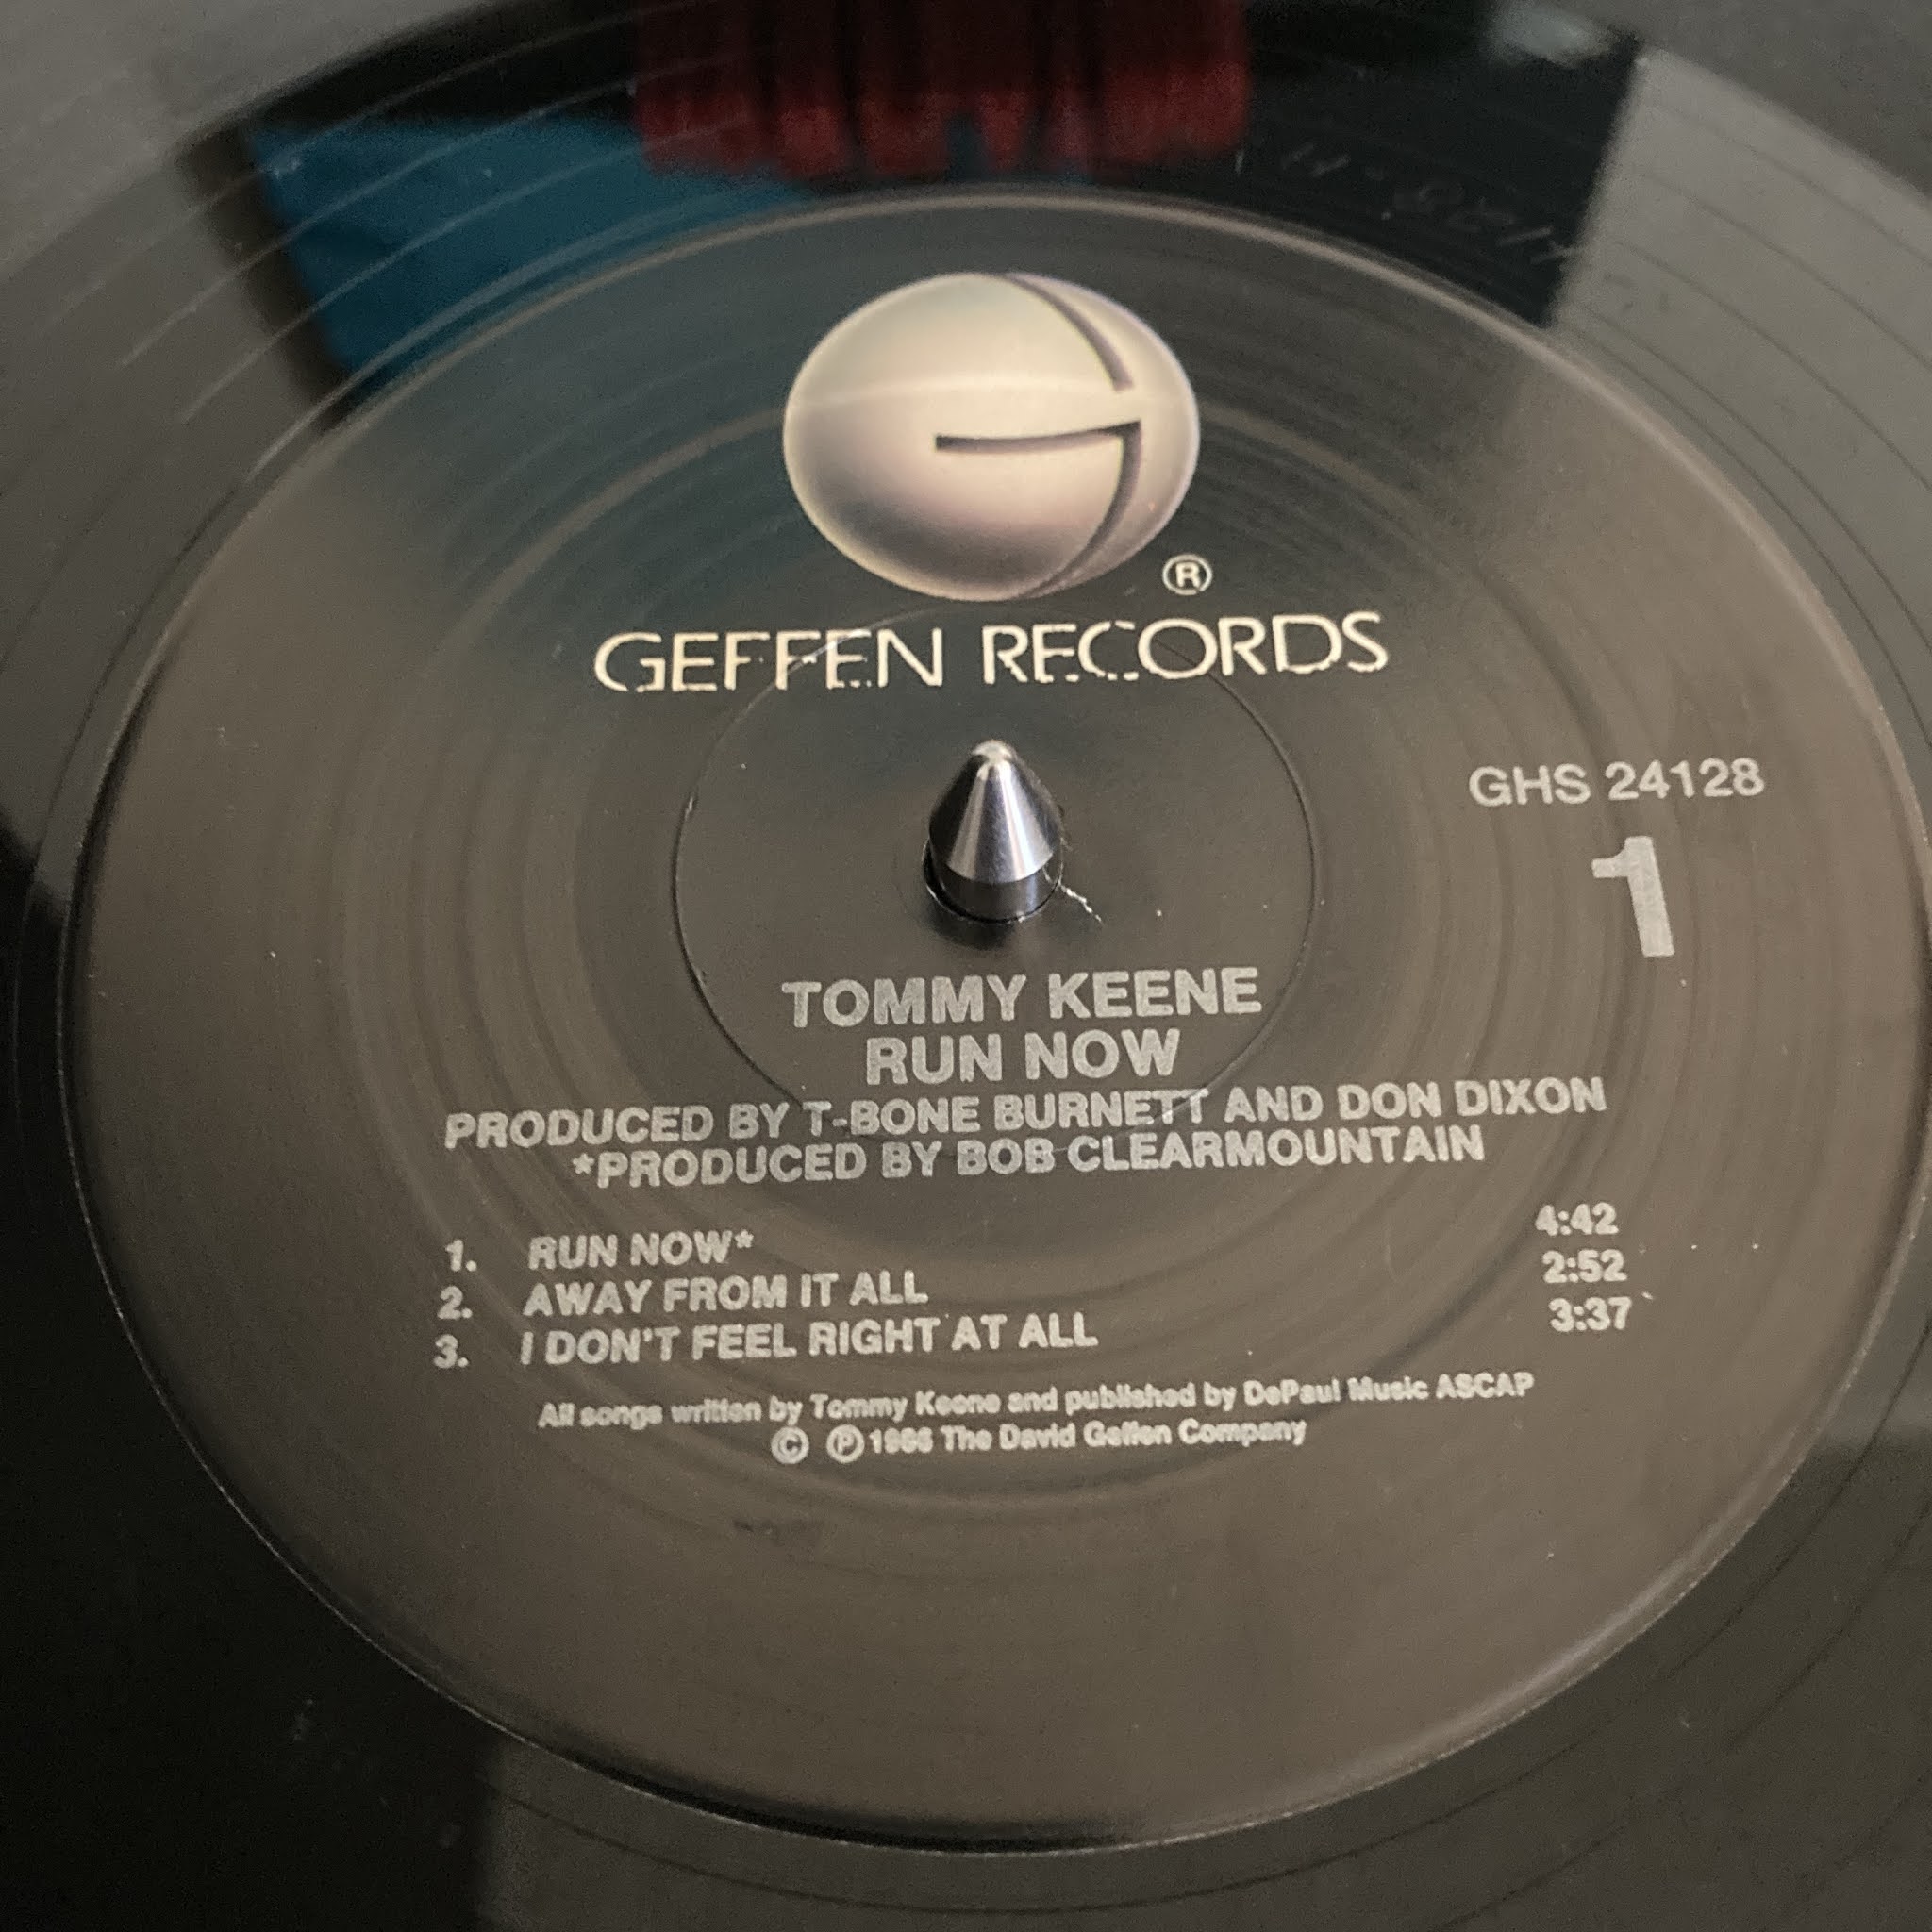 ®
GEFFEN RECORDS
GHS 24128
1
TOMMY KEENE
RUN NOW
PRODUCED BY T-BONE BURNETT AND DON DIXON
*PRODUCED BY BOB CLEARMOUNTAIN
1. RUN NOW* 4:42
2. AWAY FROM IT ALL 2:52
3. I DON'T FEEL RIGHT AT ALL 3:37
All songs written by Tommy Keene and published by DePaul Music ASCAP
© ℗ 1986 The David Geffen Company